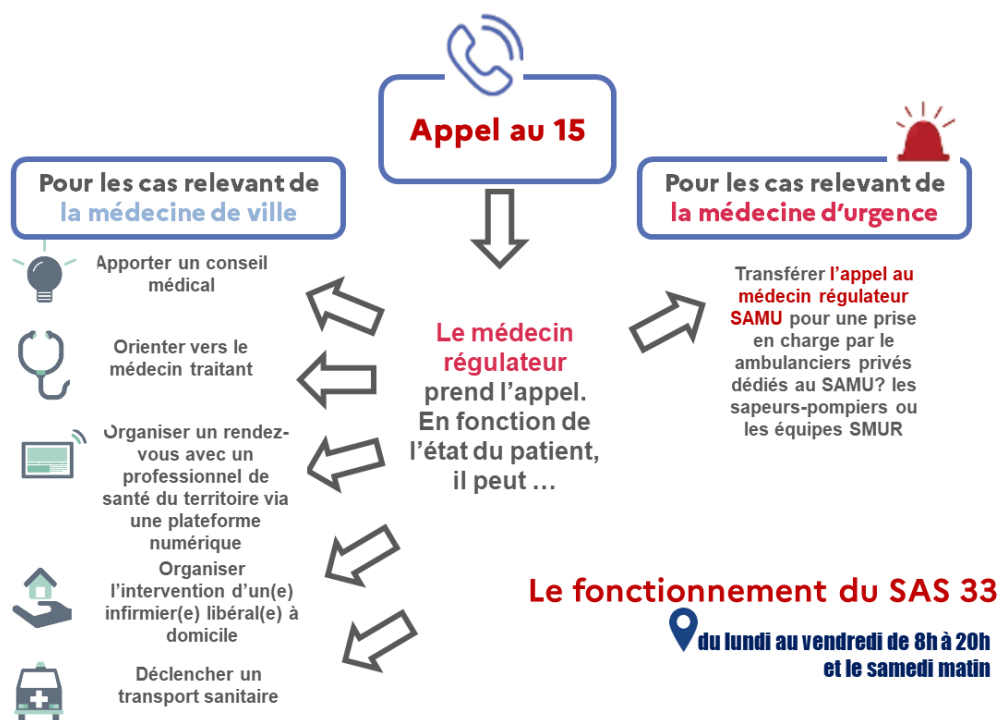 Appel au 15
Pour les cas relevant de
la médecine de ville
Apporter un conseil
médical
Orienter vers le
médecin traitant
Organiser un rendez-
vous avec un
professionnel de
santé du territoire via
une plateforme
numérique
Organiser
l'intervention d'un(e)
infirmier(e) libéral(e) à
domicile
Déclencher un
transport sanitaire
Le médecin
régulateur
prend l'appel.
En fonction de
l'état du patient,
il peut ...
Pour les cas relevant de
la médecine d'urgence
Transférer l'appel au
médecin régulateur
SAMU pour une prise
en charge par le
ambulanciers privés
dédiés au SAMU? les
sapeurs-pompiers ou
les équipes SMUR
Le fonctionnement du SAS 33
du lundi au vendredi de 8h à 20h
et le samedi matin